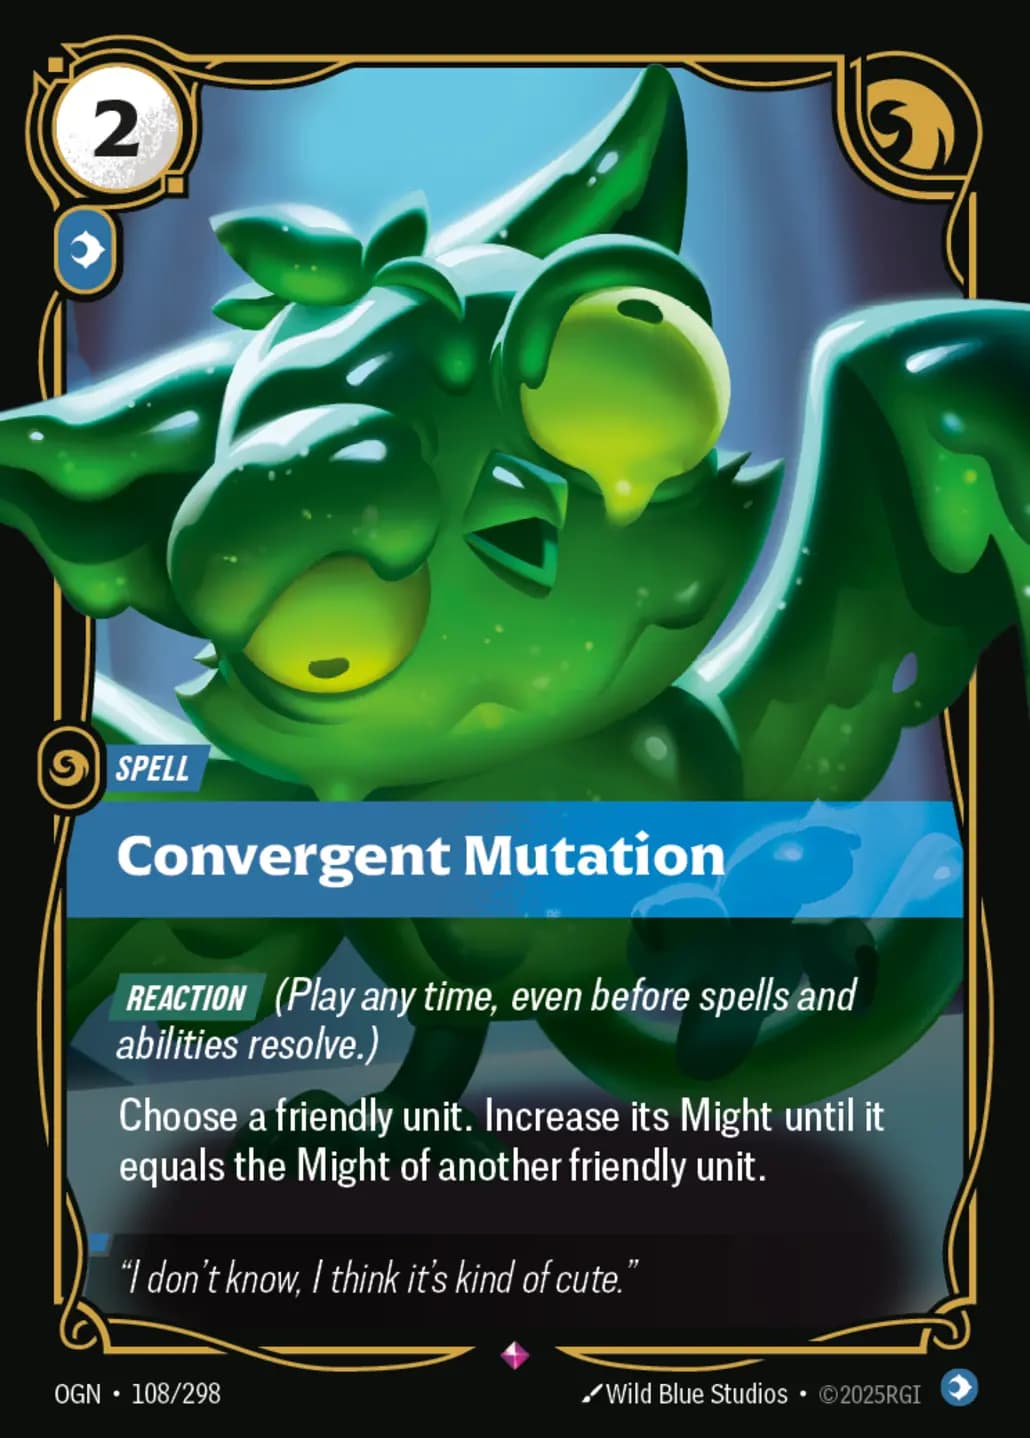 2
SPELL
Convergent Mutation
REACTION (Play any time, even before spells and
abilities resolve.)
Choose a friendly unit. Increase its Might until it
equals the Might of another friendly unit.
“I don’t know, I think it’s kind of cute.”
OGN • 108/298
Wild Blue Studios • ©2025RGI